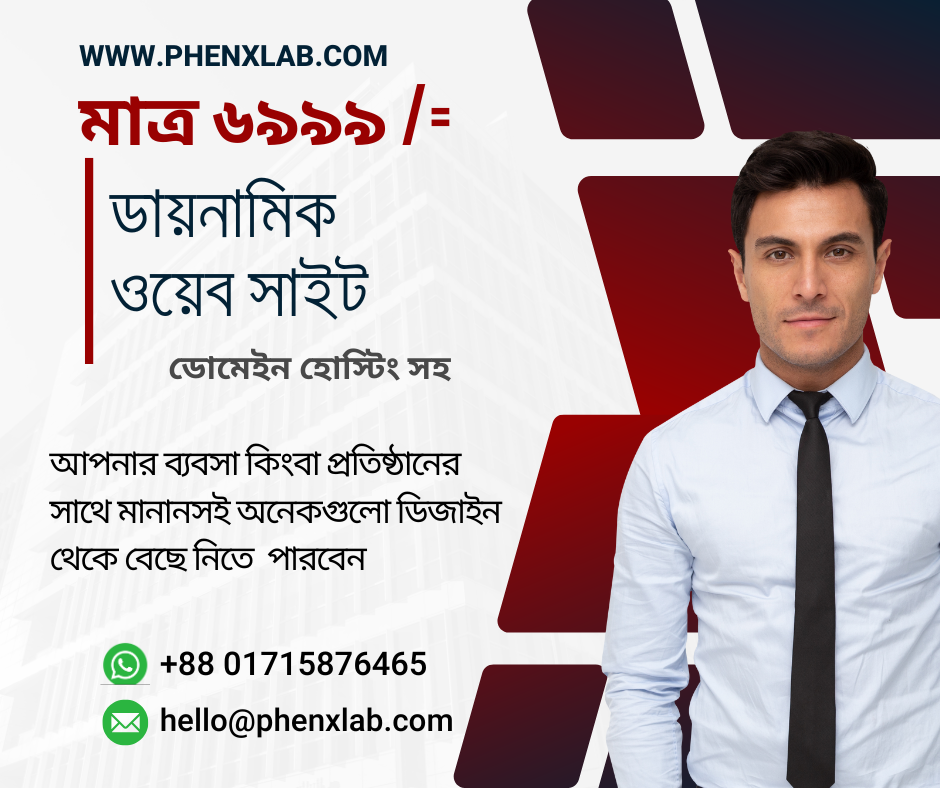 WWW.PHENXLAB.COM
মাত্র ৬৯৯৯ /=
ডায়নামিক
ওয়েব সাইট
ডোমেইন হোস্টিং সহ
আপনার ব্যবসা কিংবা প্রতিষ্ঠানের
সাথে মানানসই অনেকগুলো ডিজাইন
থেকে বেছে নিতে পারবেন
+88 01715876465
hello@phenxlab.com